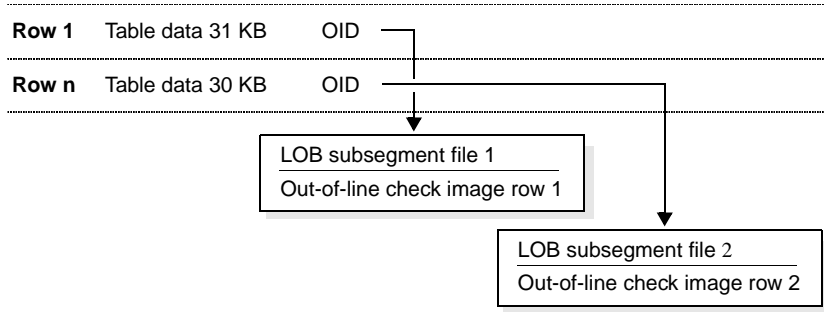 Row 1 Table data 31 KB OID
Row n Table data 30 KB OID
LOB subsegment file 1
Out-of-line check image row 1
LOB subsegment file 2
Out-of-line check image row 2